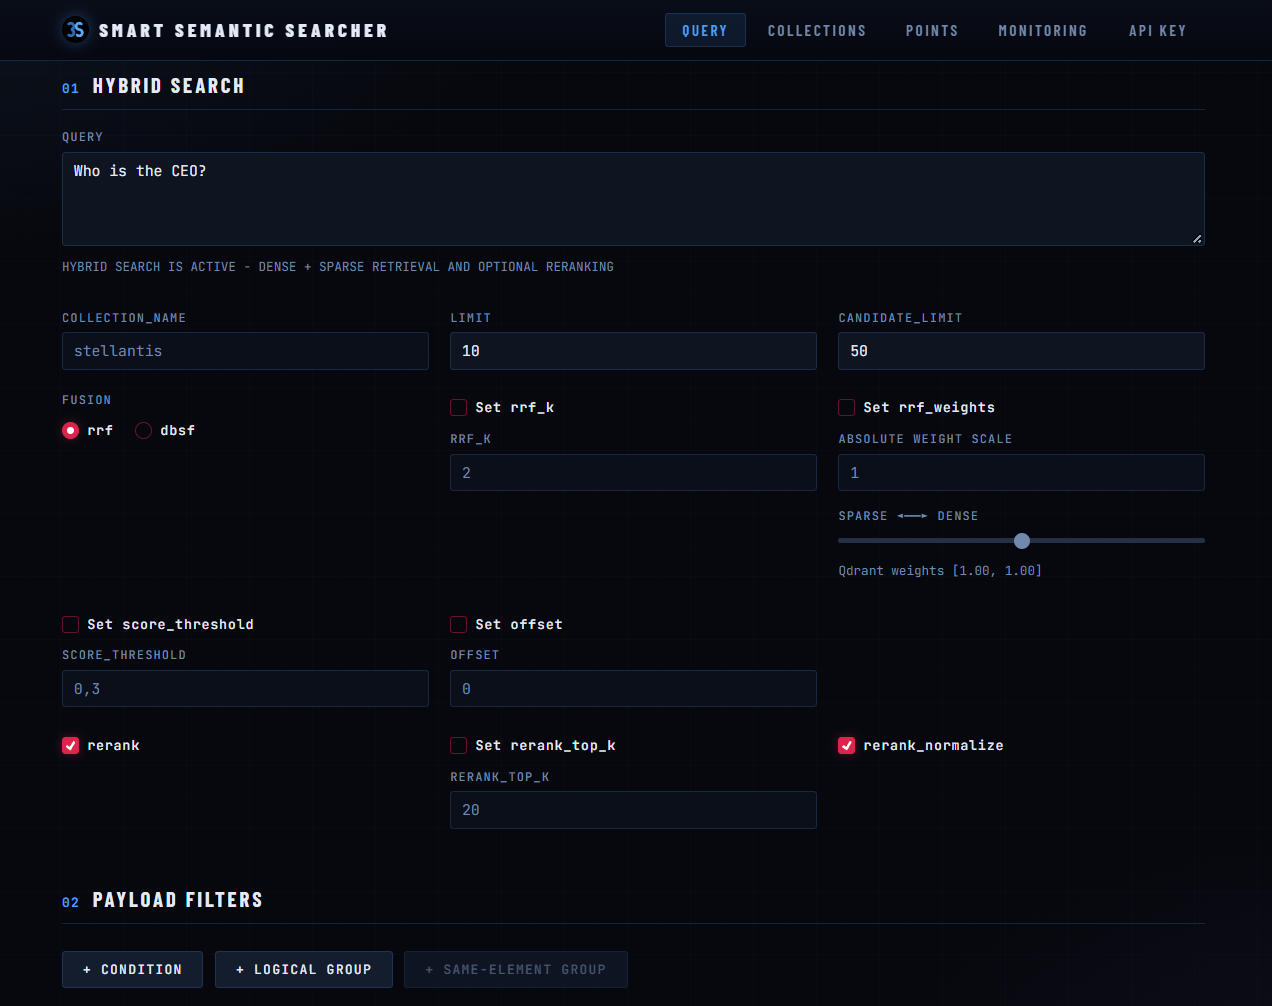 3S SMART SEMANTIC SEARCHER QUERY COLLECTIONS POINTS MONITORING API KEY
01 HYBRID SEARCH
QUERY
Who is the CEO?
HYBRID SEARCH IS ACTIVE - DENSE + SPARSE RETRIEVAL AND OPTIONAL RERANKING
COLLECTION_NAME LIMIT CANDIDATE_LIMIT
stellantis 10 50
FUSION Set rrf_k Set rrf_weights
rrf dbsf RRF_K ABSOLUTE WEIGHT SCALE
2 1
SPARSE ◄──► DENSE
Qdrant weights [1.00, 1.00]
Set score_threshold Set offset
SCORE_THRESHOLD OFFSET
0,3 0
rerank Set rerank_top_k rerank_normalize
RERANK_TOP_K
20
02 PAYLOAD FILTERS
+ CONDITION + LOGICAL GROUP + SAME-ELEMENT GROUP